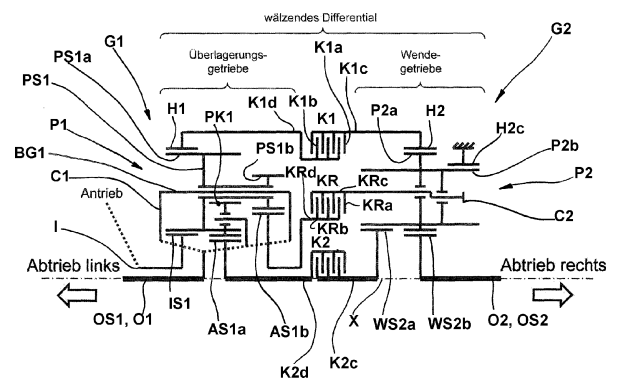 wälzendes Differential
G1
K1a
G2
PS1a
Überlagerungs-
getriebe
Wende-
getriebe
K1c
PS1
K1d
K1b
H1
K1
P2a
H2
P1
PK1
H2c
PS1b
P2b
BG1
KRd
KR
KRc
P2
C1
KRa
Antrieb
C2
KRb
I
K2
Abtrieb links
Abtrieb rechts
IS1
OS1, O1
AS1a
AS1b
X
WS2a
WS2b
O2, OS2
K2c
K2d